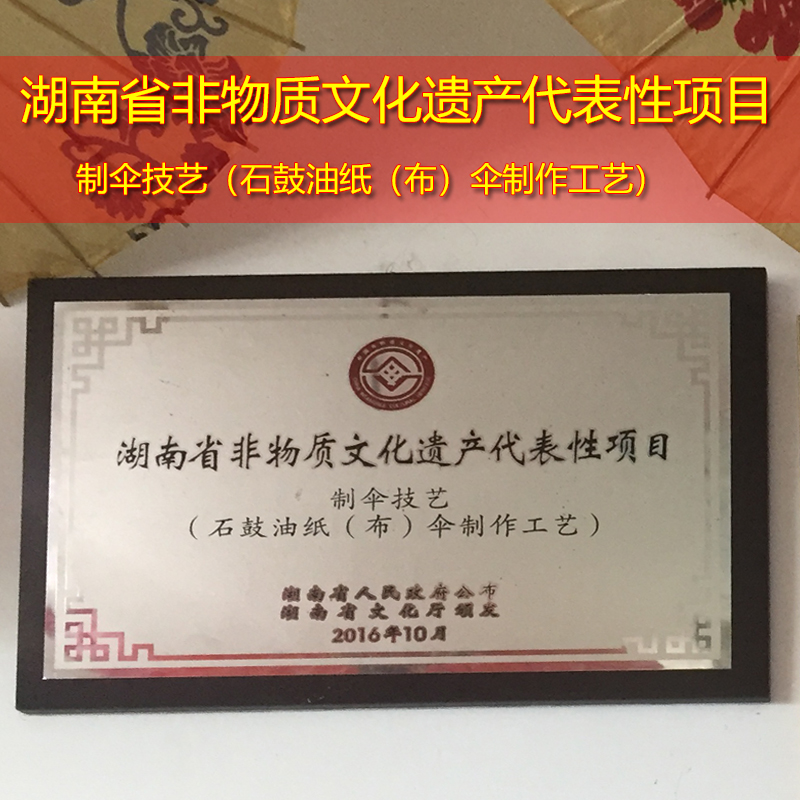 湖南省非物质文化遗产代表性项目
制伞技艺（石鼓油纸（布）伞制作工艺）
湖南省非物质文化遗产代表性项目
制伞技艺
（石鼓油纸（布）伞制作工艺）
湖南省人民政府公布
湖南省文化厅颁发
2016年10月